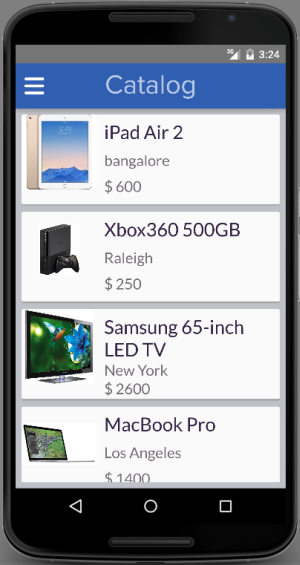 3G 3:24
Catalog
iPad Air 2
bangalore
$ 600
Xbox360 500GB
Raleigh
$ 250
Samsung 65-inch
LED TV
New York
$ 2600
MacBook Pro
Los Angeles
$ 1400